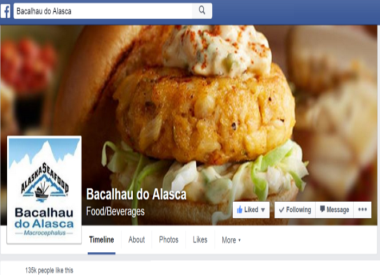 f
Bacalhau do Alasca
ALASKA SEAFOOD
Bacalhau
do Alasca
Macrocephalus
Bacalhau do Alasca
Food/Beverages
Liked
Following
Message
Timeline
About
Photos
Likes
More
135k people like this